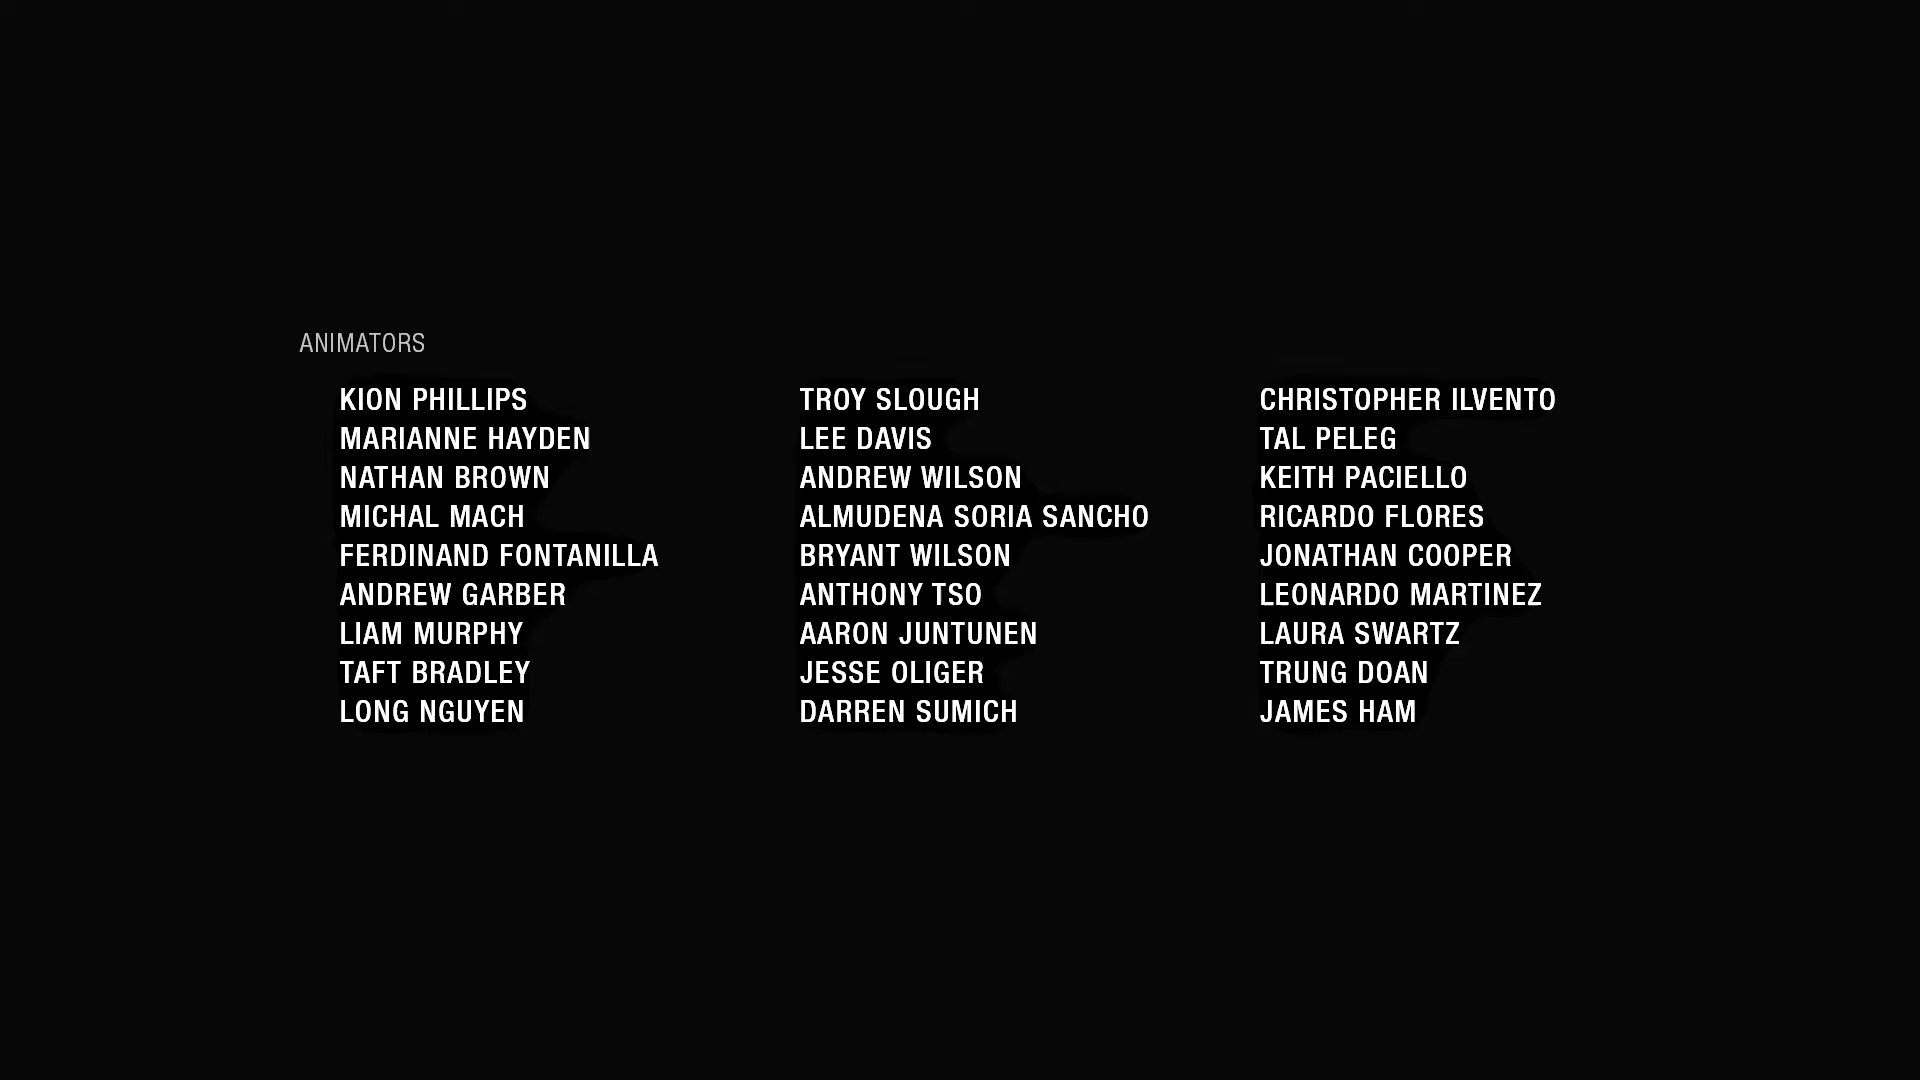 ANIMATORS
KION PHILLIPS
MARIANNE HAYDEN
NATHAN BROWN
MICHAL MACH
FERDINAND FONTANILLA
ANDREW GARBER
LIAM MURPHY
TAFT BRADLEY
LONG NGUYEN
TROY SLOUGH
LEE DAVIS
ANDREW WILSON
ALMUDENA SORIA SANCHO
BRYANT WILSON
ANTHONY TSO
AARON JUNTUNEN
JESSE OLIGER
DARREN SUMICH
CHRISTOPHER ILVENTO
TAL PELEG
KEITH PACIELLO
RICARDO FLORES
JONATHAN COOPER
LEONARDO MARTINEZ
LAURA SWARTZ
TRUNG DOAN
JAMES HAM